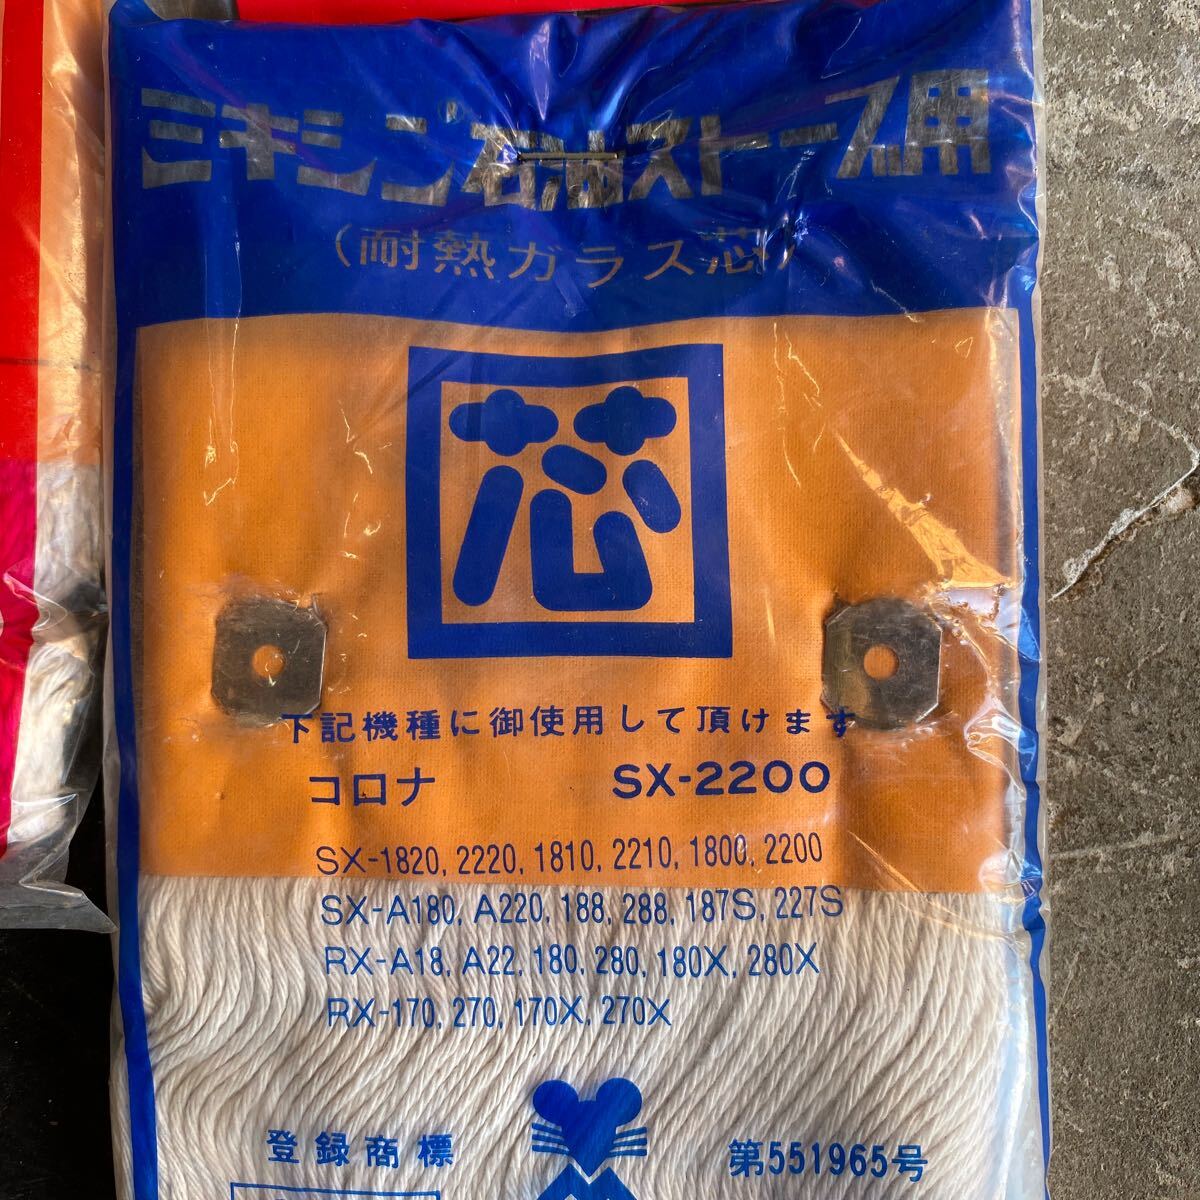 ミキシン®石油ストーブ用
(耐熱ガラス芯)
芯
下記機種に御使用して頂けます
コロナ SX-2200
SX-1820, 2220, 1810, 2210, 1800, 2200
SX-A180, A220, 188, 288, 187S, 227S
RX-A18, A22, 180, 280, 180X, 280X
RX-170, 270, 170X, 270X
登録商標 第551965号